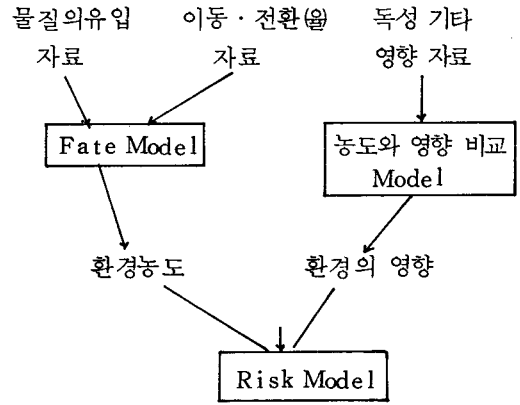 물질의유입 이동·전환(율) 독성 기타
자료 자료 영향 자료
Fate Model 농도와 영향 비교
Model
환경농도 환경의 영향
Risk Model